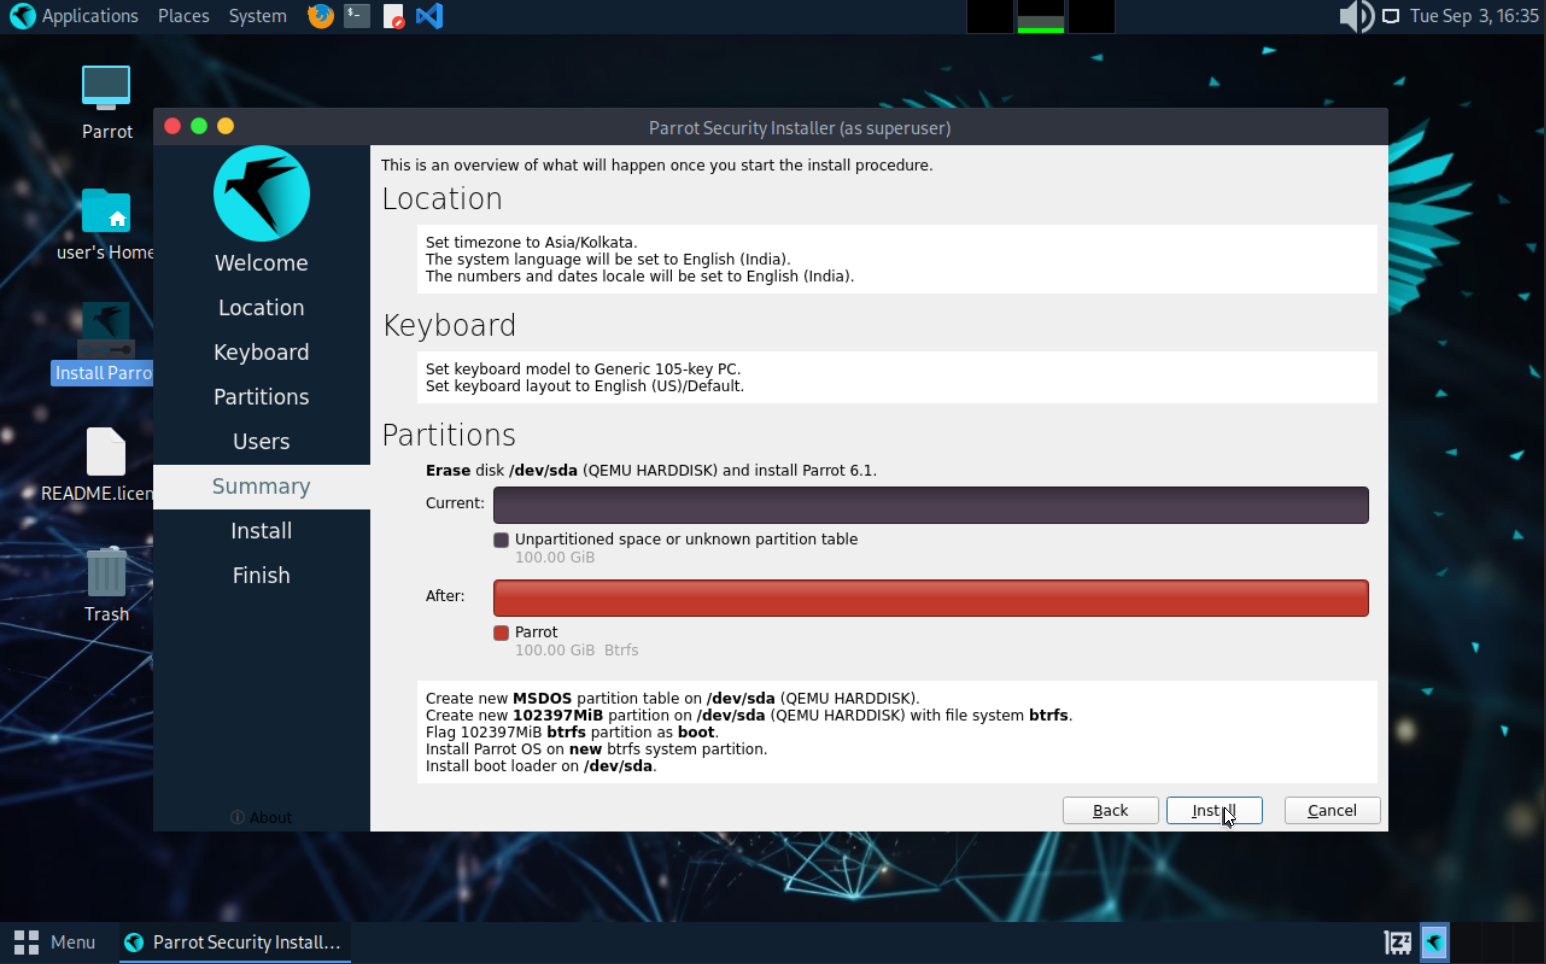 Applications Places System
Tue Sep 3, 16:35
Parrot
user's Home
Install Parro
README.licen
Trash
Parrot Security Installer (as superuser)
Welcome
Location
Keyboard
Partitions
Users
Summary
Install
Finish
About
This is an overview of what will happen once you start the install procedure.
Location
Set timezone to Asia/Kolkata.
The system language will be set to English (India).
The numbers and dates locale will be set to English (India).
Keyboard
Set keyboard model to Generic 105-key PC.
Set keyboard layout to English (US)/Default.
Partitions
Erase disk /dev/sda (QEMU HARDDISK) and install Parrot 6.1.
Current:
Unpartitioned space or unknown partition table
100.00 GiB
After:
Parrot
100.00 GiB Btrfs
Create new MSDOS partition table on /dev/sda (QEMU HARDDISK).
Create new 102397MiB partition on /dev/sda (QEMU HARDDISK) with file system btrfs.
Flag 102397MiB btrfs partition as boot.
Install Parrot OS on new btrfs system partition.
Install boot loader on /dev/sda.
Back Install Cancel
Menu Parrot Security Install...